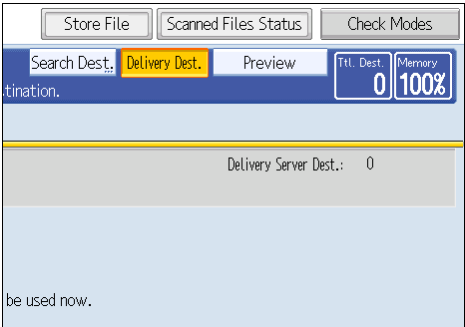 Store File Scanned Files Status Check Modes
Search Dest. Delivery Dest. Preview Ttl. Dest. Memory
tination. 0 100%
Delivery Server Dest.: 0
be used now.